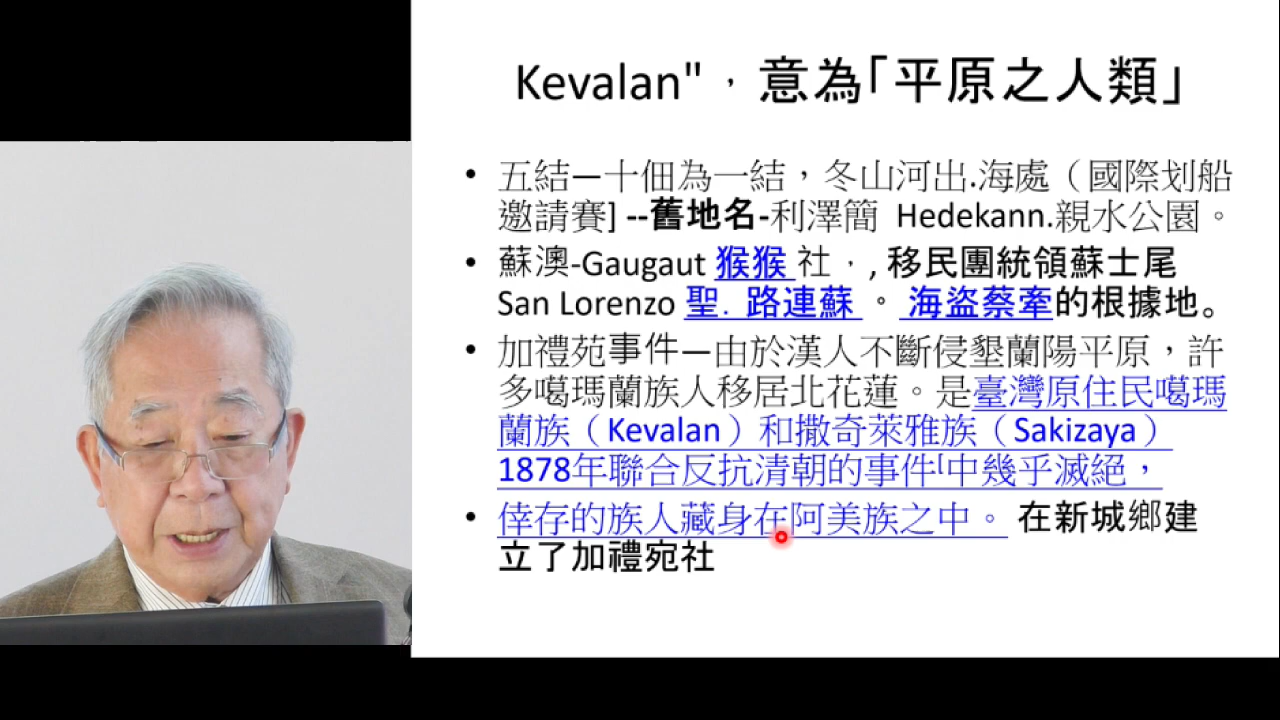 Kevalan"，意為「平原之人類」
• 五結—十佃為一結，冬山河出.海處（國際划船
邀請賽] --舊地名-利澤簡 Hedekann.親水公園。
• 蘇澳-Gaugaut 猴猴 社，, 移民團統領蘇士尾
San Lorenzo 聖. 路連蘇 。 海盜蔡牽的根據地。
• 加禮苑事件—由於漢人不斷侵墾蘭陽平原，許
多噶瑪蘭族人移居北花蓮。是臺灣原住民噶瑪
蘭族（Kevalan）和撒奇萊雅族（Sakizaya）
1878年聯合反抗清朝的事件[中幾乎滅絕，
• 倖存的族人藏身在阿美族之中。 在新城鄉建
立了加禮宛社